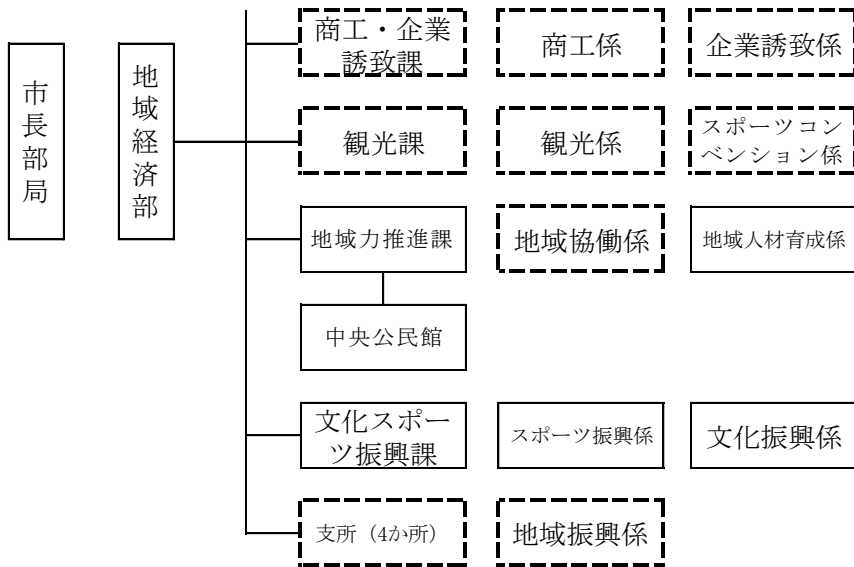 市長部局
地域経済部
商工・企業
誘致課
商工係
企業誘致係
観光課
観光係
スポーツコン
ベンション係
地域力推進課
地域協働係
地域人材育成係
中央公民館
文化スポー
ツ振興課
スポーツ振興係
文化振興係
支所（4か所）
地域振興係